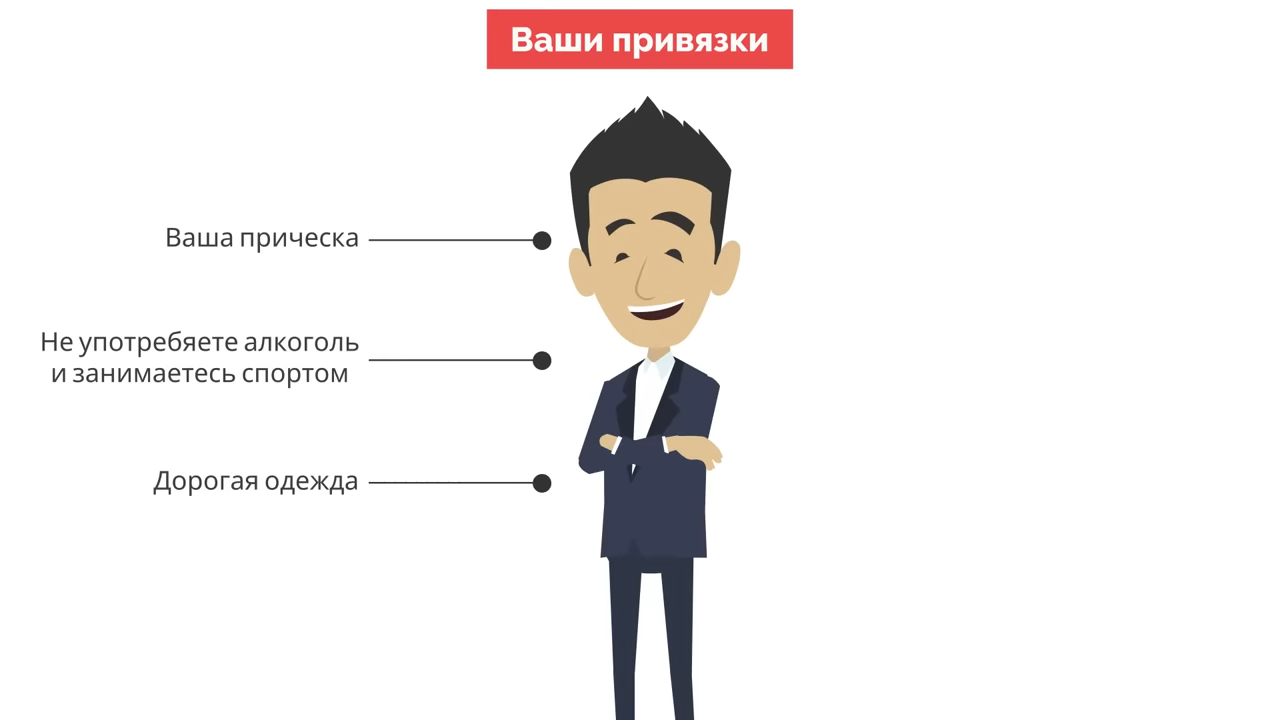 Ваши привязки
Ваша прическа
Не употребяете алкоголь
и занимаетесь спортом
Дорогая одежда